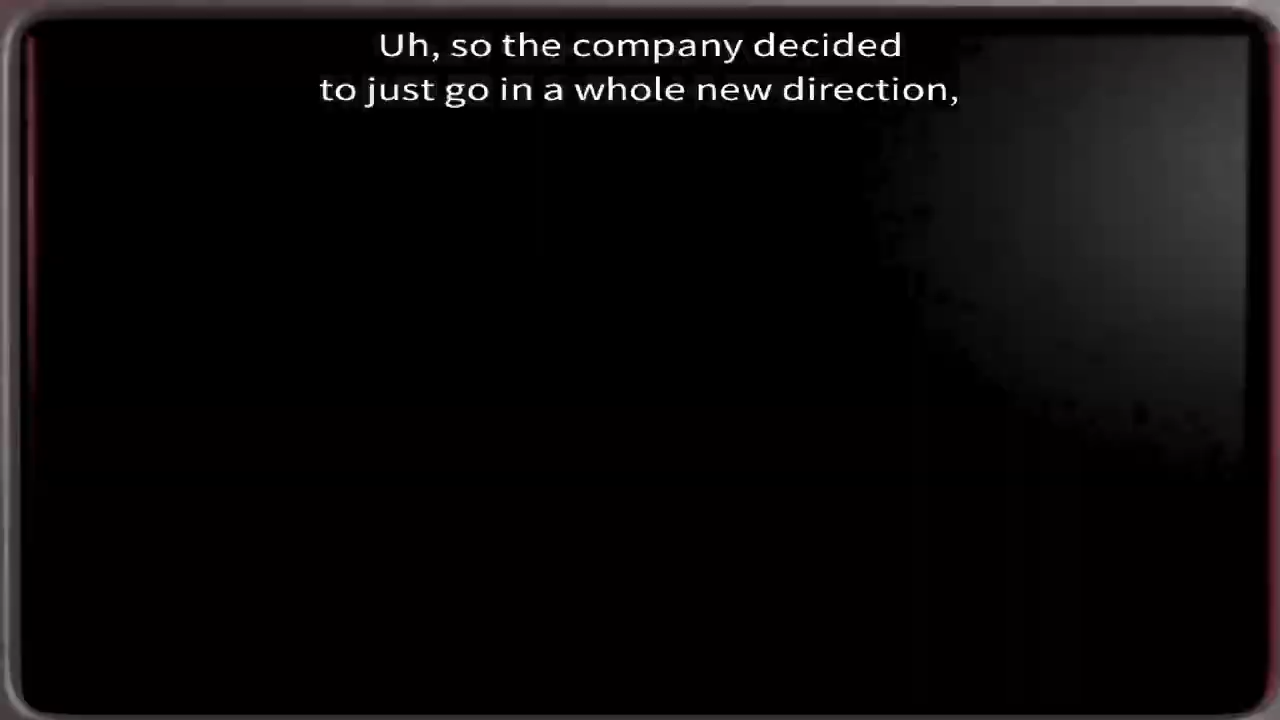 Uh, so the company decided
to just go in a whole new direction,